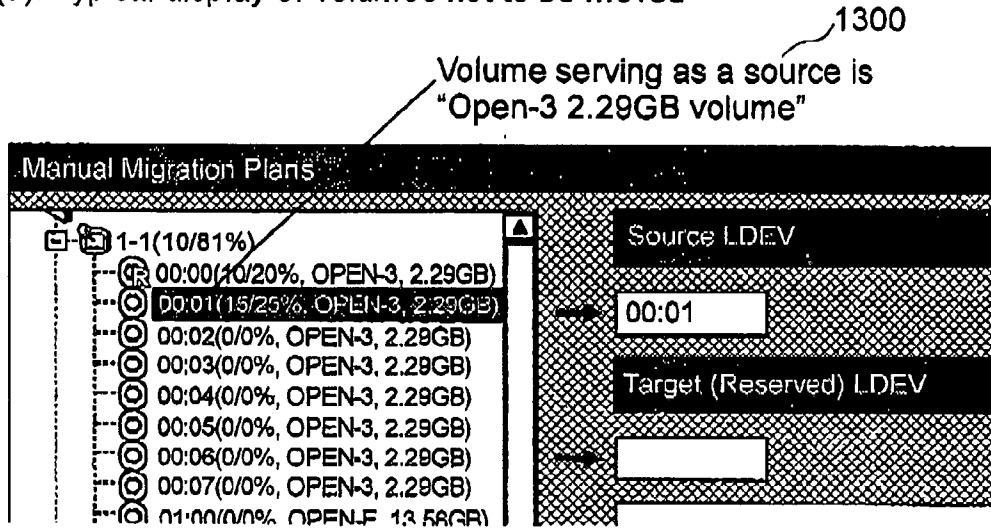 1300
Volume serving as a source is
"Open-3 2.29GB volume"
Manual Migration Plans
1-1(10/81%)
00:00(10/20%, OPEN-3, 2.29GB)
00:01(15/25%, OPEN-3, 2.29GB)
00:02(0/0%, OPEN-3, 2.29GB)
00:03(0/0%, OPEN-3, 2.29GB)
00:04(0/0%, OPEN-3, 2.29GB)
00:05(0/0%, OPEN-3, 2.29GB)
00:06(0/0%, OPEN-3, 2.29GB)
00:07(0/0%, OPEN-3, 2.29GB)
01:00(0/0%, OPEN-E, 13.56GB)
Source LDEV
00:01
Target (Reserved) LDEV